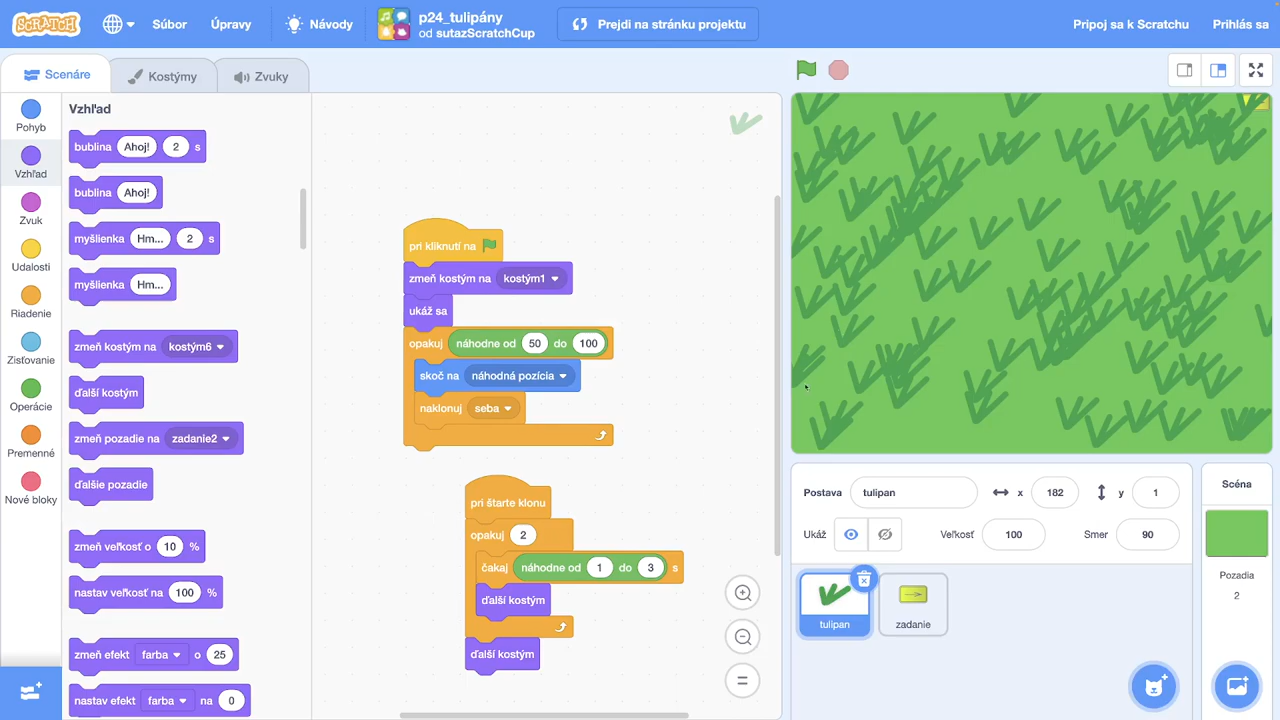 SCRATCH
Súbor
Úpravy
Návody
p24_tulipány
od sutazScratchCup
Prejdi na stránku projektu
Pripoj sa k Scratchu
Prihlás sa
Scenáre
Kostýmy
Zvuky
Pohyb
Vzhľad
Zvuk
Udalosti
Riadenie
Zisťovanie
Operácie
Premenné
Nové bloky
Vzhľad
bublina Ahoj! 2 s
bublina Ahoj!
myšlienka Hm... 2 s
myšlienka Hm...
zmeň kostým na kostým6
ďalší kostým
zmeň pozadie na zadanie2
ďalšie pozadie
zmeň veľkosť o 10 %
nastav veľkosť na 100 %
zmeň efekt farba o 25
nastav efekt farba na 0
pri kliknutí na
zmeň kostým na kostým1
ukáž sa
opakuj náhodne od 50 do 100
skoč na náhodná pozícia
naklonuj seba
pri štarte klonu
opakuj 2
čakaj náhodne od 1 do 3 s
ďalší kostým
ďalší kostým
Postava tulipan x 182 y 1
Ukáž Veľkosť 100 Smer 90
tulipan
zadanie
Scéna
Pozadia
2